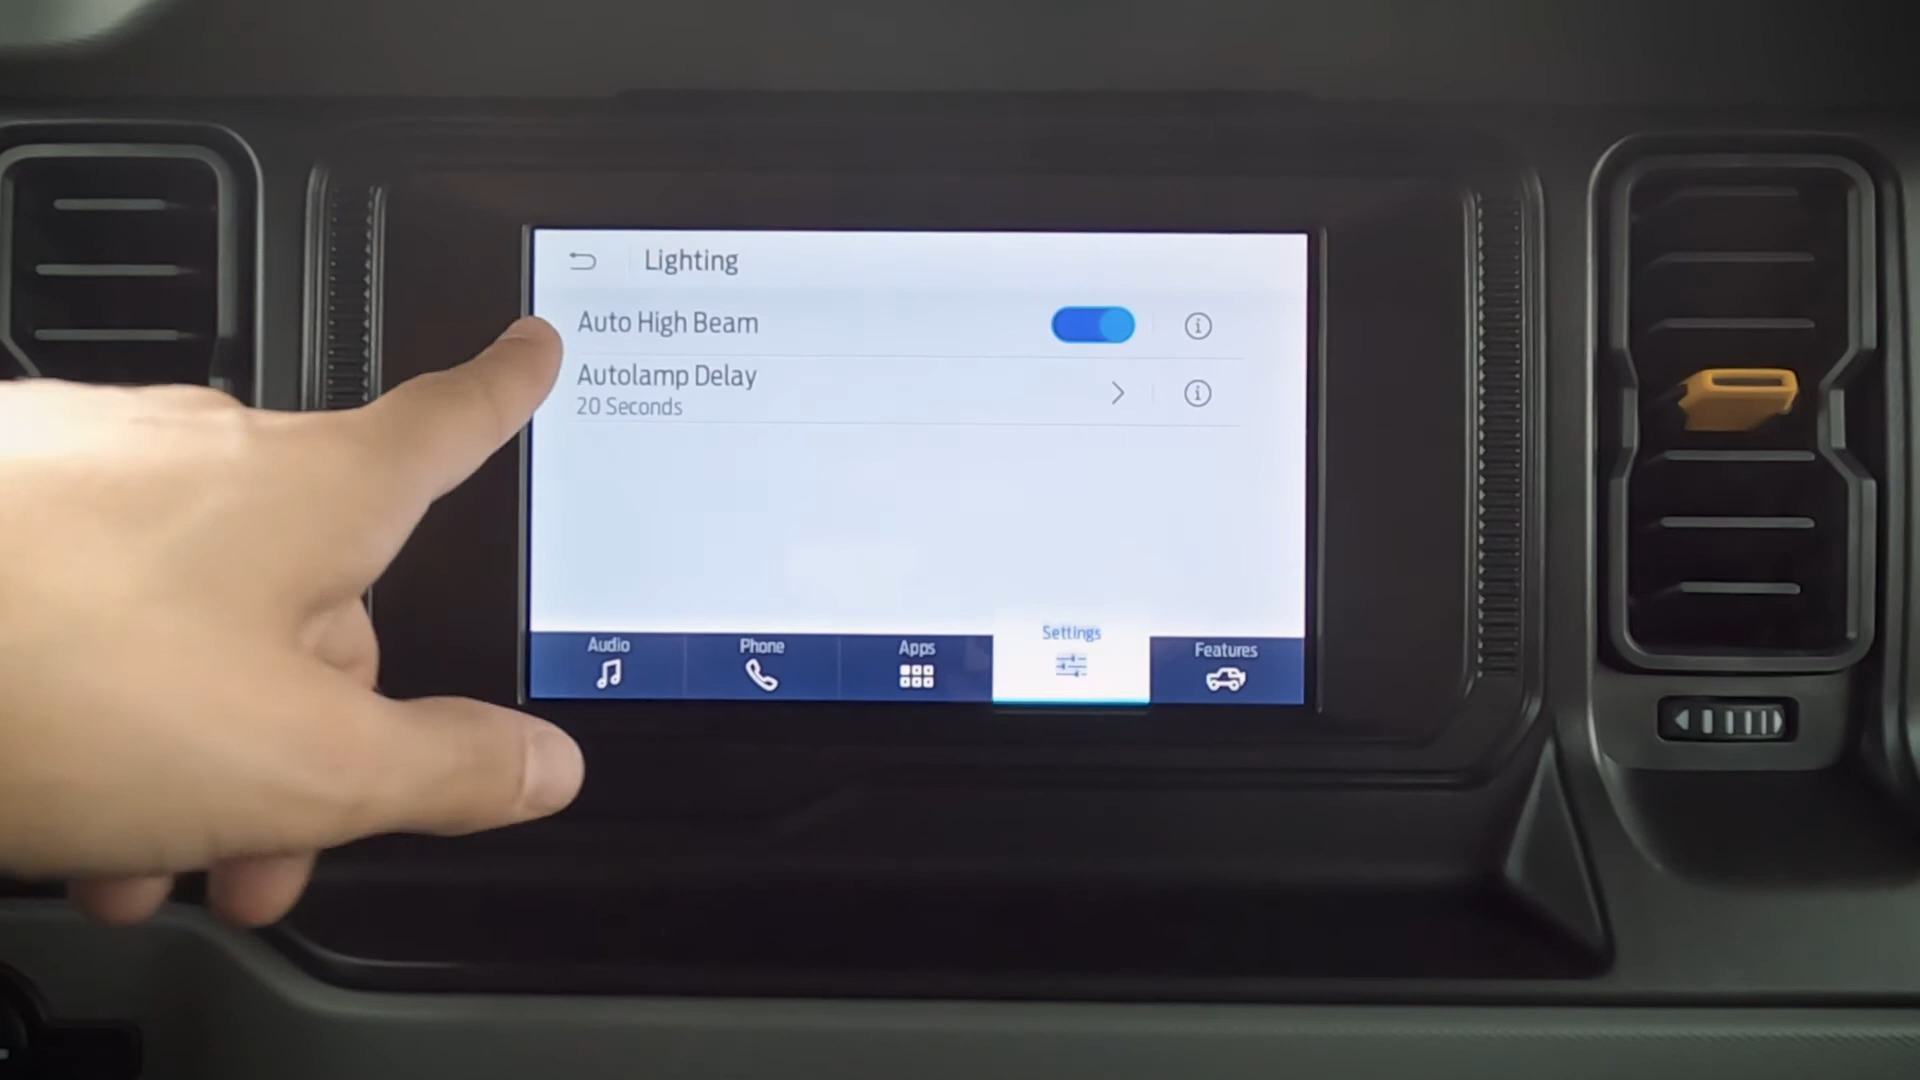 Lighting
Auto High Beam
Autolamp Delay
20 Seconds
Audio
Phone
Apps
Settings
Features